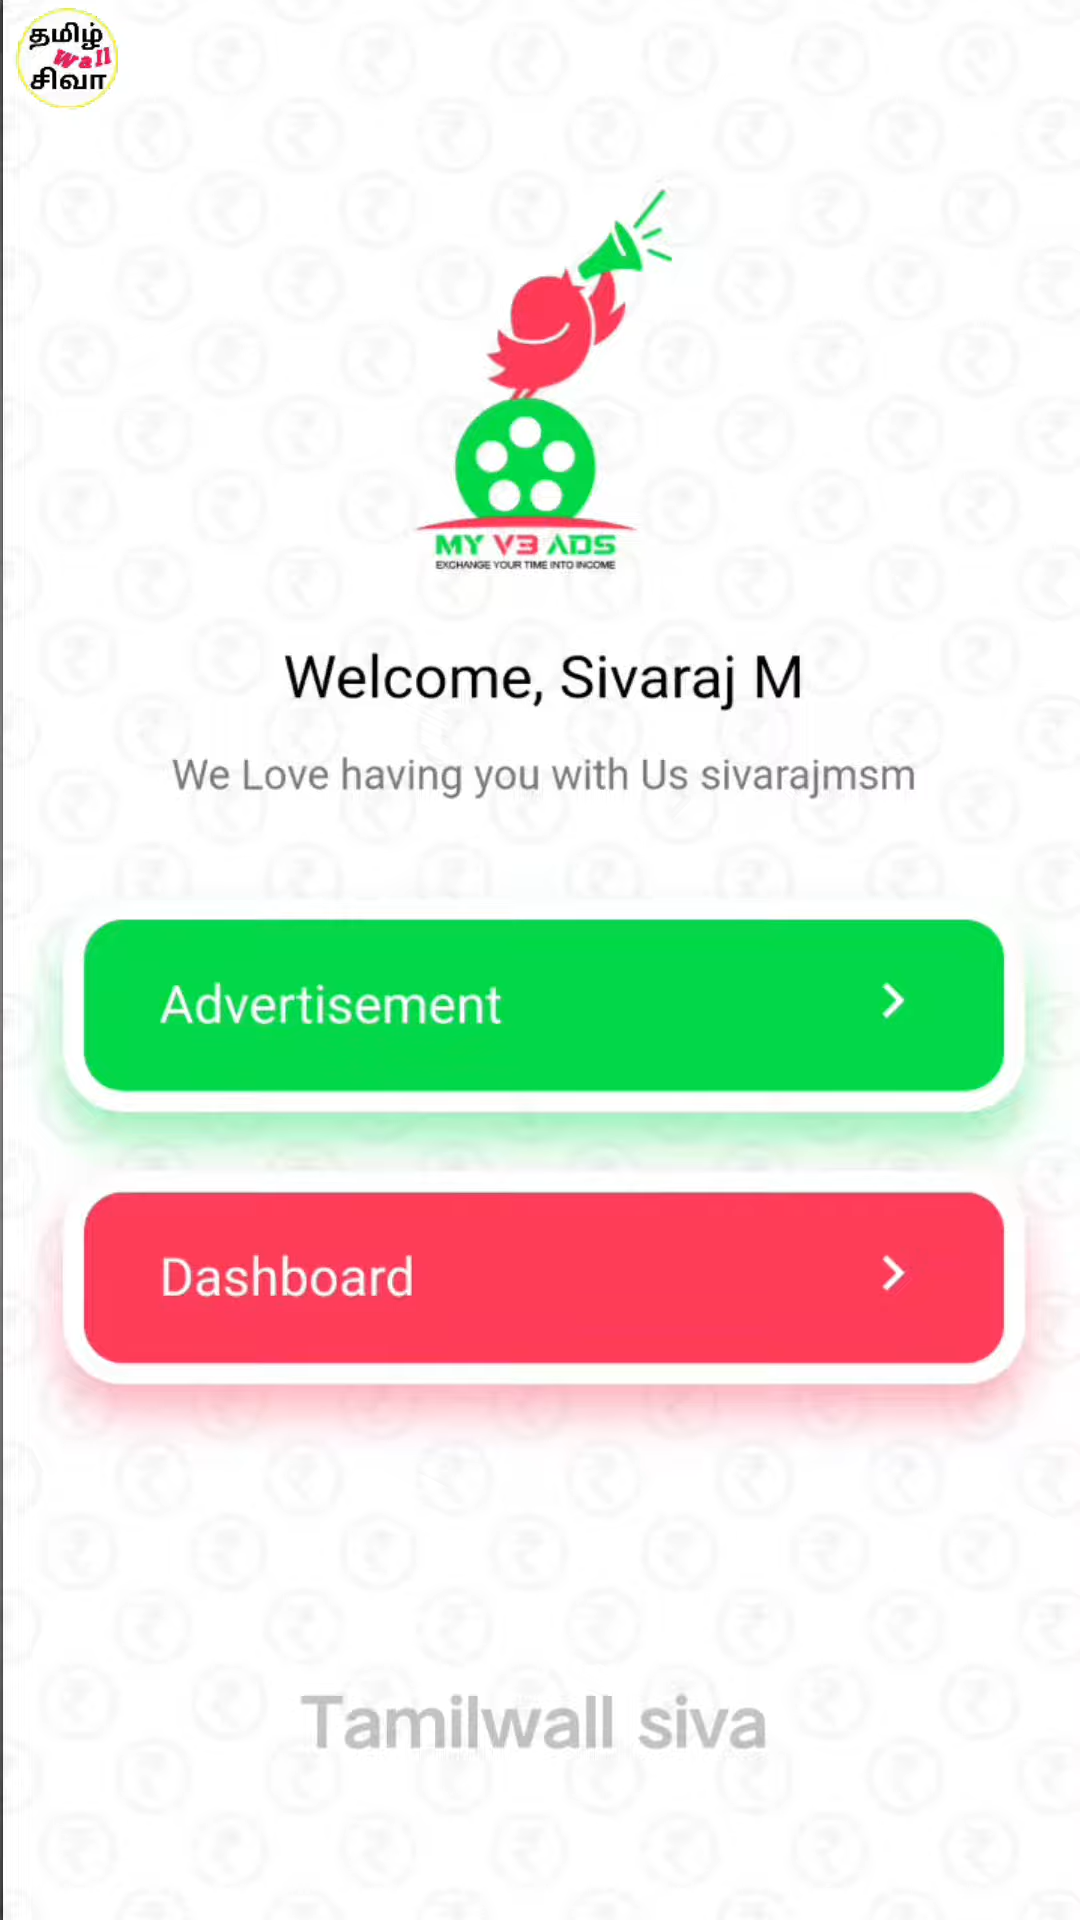 தமிழ்
Wall
சிவா
MY V3 ADS
EXCHANGE YOUR TIME INTO INCOME
Welcome, Sivaraj M
We Love having you with Us sivarajmsm
Advertisement
Dashboard
Tamilwall siva